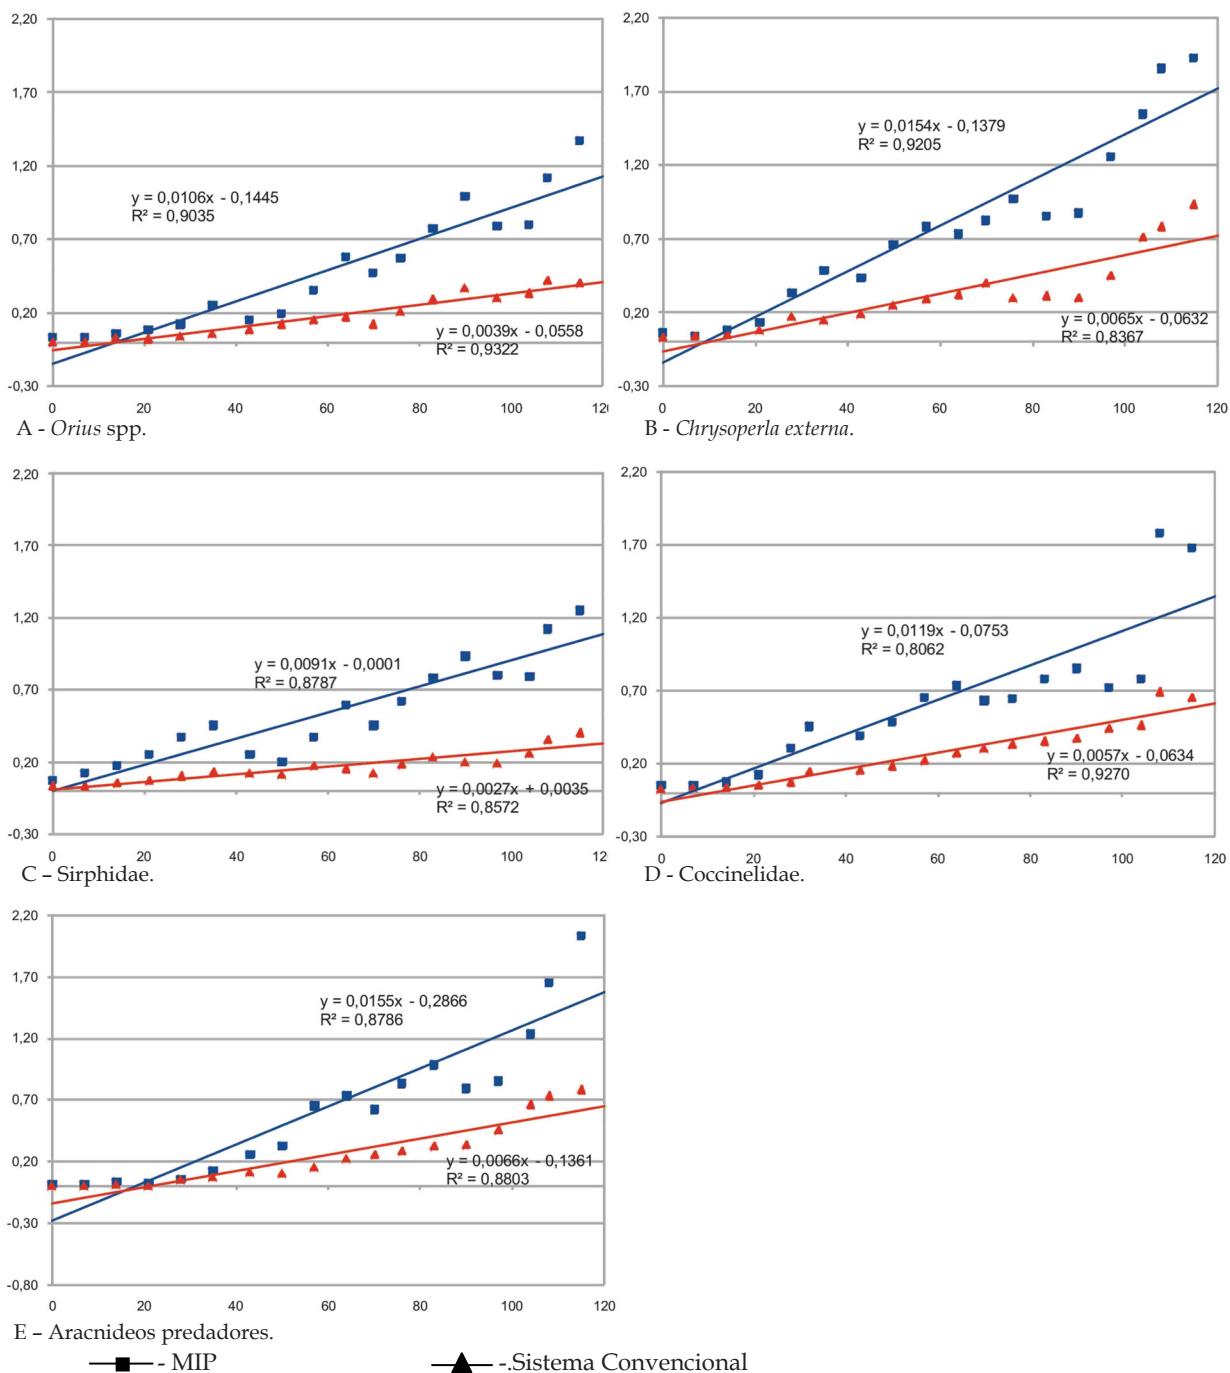 2,20
1,70
1,20
0,70
0,20
-0,30
y = 0,0106x - 0,1445
R² = 0,9035
y = 0,0039x - 0,0558
R² = 0,9322
0 20 40 60 80 100 120
A - Orius spp.
2,20
1,70
1,20
0,70
0,20
-0,30
y = 0,0154x - 0,1379
R² = 0,9205
y = 0,0065x - 0,0632
R² = 0,8367
0 20 40 60 80 100 120
B - Chrysoperla externa.
2,20
1,70
1,20
0,70
0,20
-0,30
y = 0,0091x - 0,0001
R² = 0,8787
y = 0,0027x + 0,0035
R² = 0,8572
0 20 40 60 80 100 120
C – Sirphidae.
2,20
1,70
1,20
0,70
0,20
-0,30
y = 0,0119x - 0,0753
R² = 0,8062
y = 0,0057x - 0,0634
R² = 0,9270
0 20 40 60 80 100 120
D - Coccinelidae.
2,20
1,70
1,20
0,70
0,20
-0,30
-0,80
y = 0,0155x - 0,2866
R² = 0,8786
y = 0,0066x - 0,1361
R² = 0,8803
0 20 40 60 80 100 120
E – Aracnideos predadores.
- MIP
-.Sistema Convencional